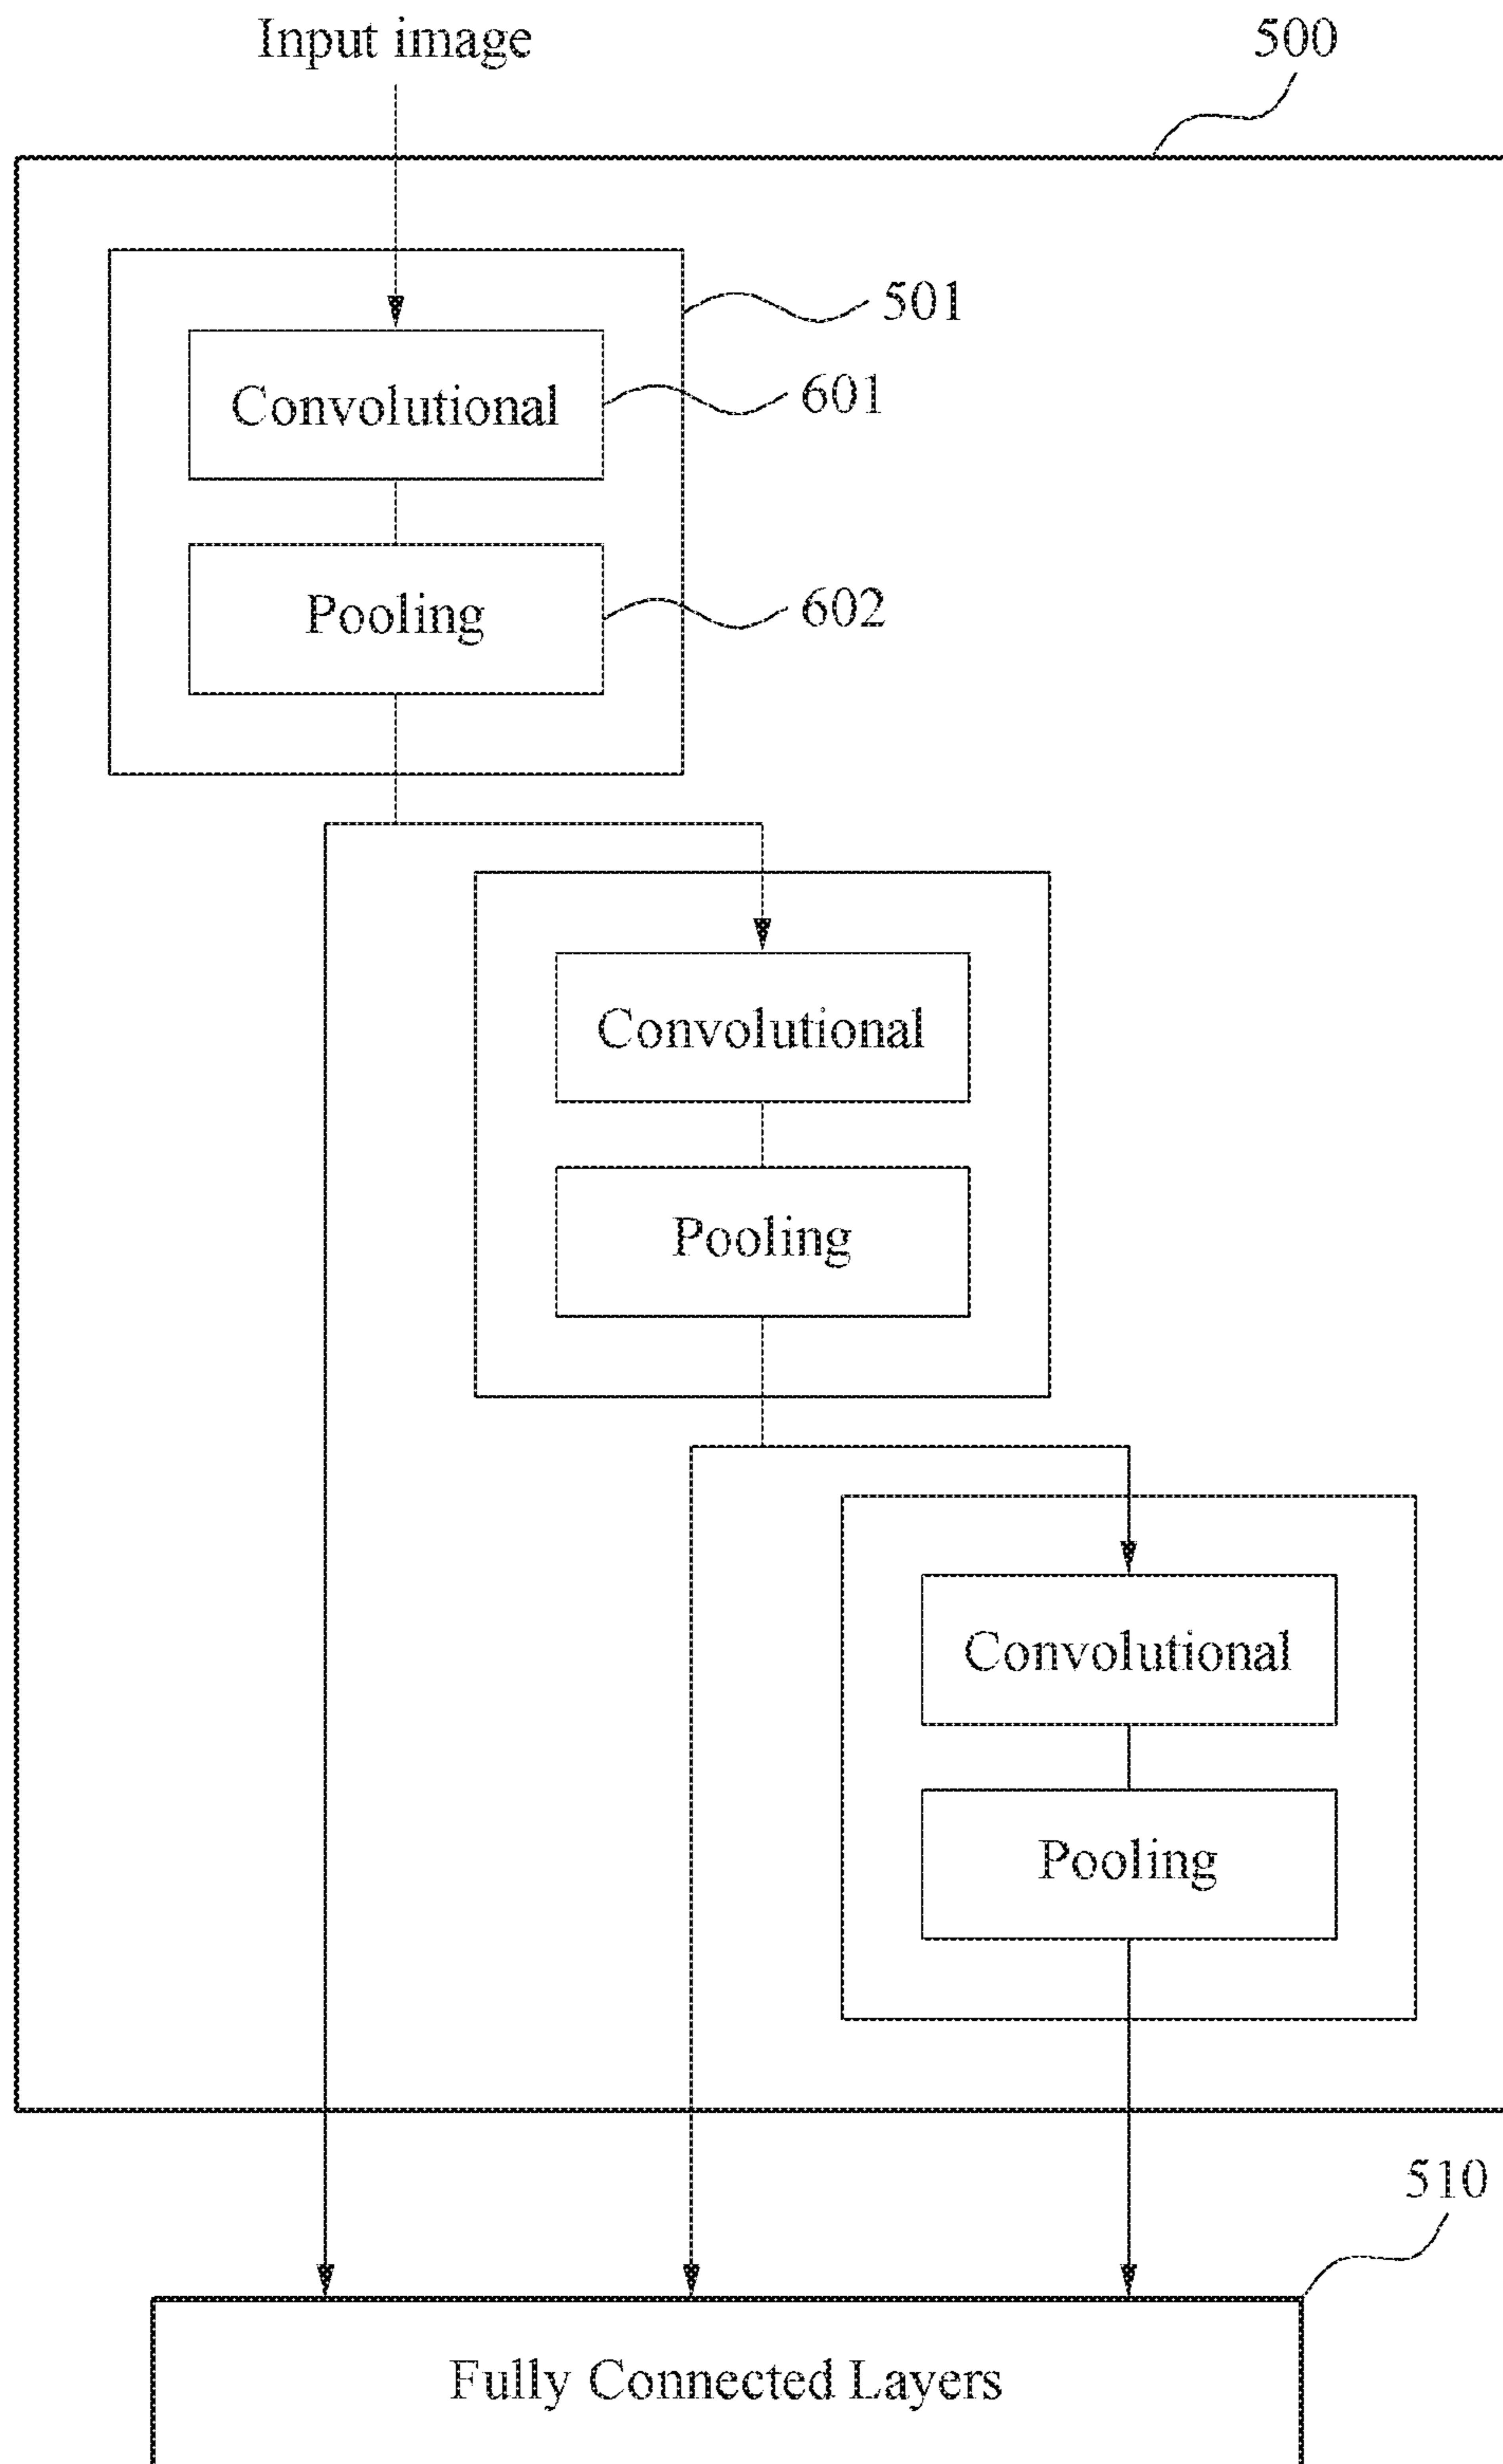 Input image
500
501
Convolutional
601
Pooling
602
Convolutional
Pooling
Convolutional
Pooling
510
Fully Connected Layers